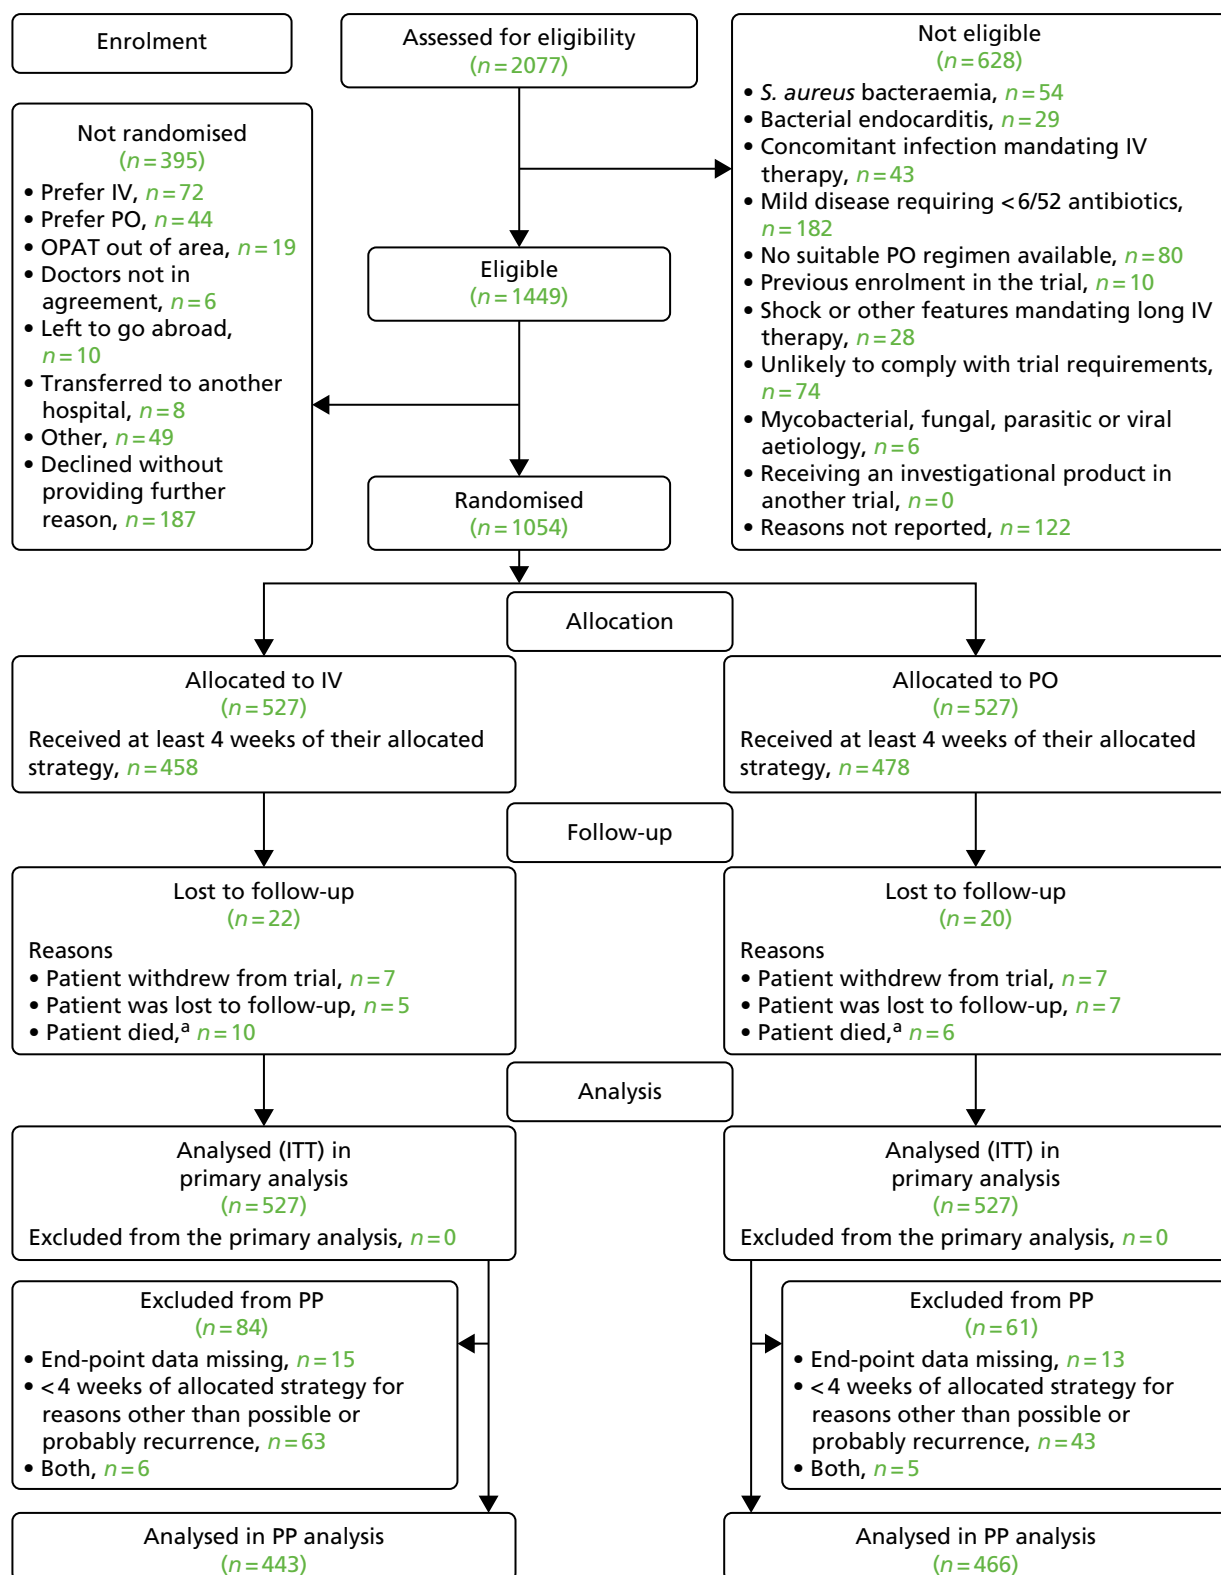 Enrolment
Assessed for eligibility
(n=2077)
Not eligible
(n=628)
• S. aureus bacteraemia, n=54
• Bacterial endocarditis, n=29
• Concomitant infection mandating IV
therapy, n=43
• Mild disease requiring <6/52 antibiotics,
n=182
• No suitable PO regimen available, n=80
• Previous enrolment in the trial, n=10
• Shock or other features mandating long IV
therapy, n=28
• Unlikely to comply with trial requirements,
n=74
• Mycobacterial, fungal, parasitic or viral
aetiology, n=6
• Receiving an investigational product in
another trial, n=0
• Reasons not reported, n=122
Not randomised
(n=395)
• Prefer IV, n=72
• Prefer PO, n=44
• OPAT out of area, n=19
• Doctors not in
agreement, n=6
• Left to go abroad,
n=10
• Transferred to another
hospital, n=8
• Other, n=49
• Declined without
providing further
reason, n=187
Eligible
(n=1449)
Randomised
(n=1054)
Allocation
Allocated to IV
(n=527)
Received at least 4 weeks of their allocated
strategy, n=458
Allocated to PO
(n=527)
Received at least 4 weeks of their allocated
strategy, n=478
Follow-up
Lost to follow-up
(n=22)
Reasons
• Patient withdrew from trial, n=7
• Patient was lost to follow-up, n=5
• Patient died,a n=10
Lost to follow-up
(n=20)
Reasons
• Patient withdrew from trial, n=7
• Patient was lost to follow-up, n=7
• Patient died,a n=6
Analysis
Analysed (ITT) in
primary analysis
(n=527)
Excluded from the primary analysis, n=0
Analysed (ITT) in
primary analysis
(n=527)
Excluded from the primary analysis, n=0
Excluded from PP
(n=84)
• End-point data missing, n=15
• <4 weeks of allocated strategy for
reasons other than possible or
probably recurrence, n=63
• Both, n=6
Excluded from PP
(n=61)
• End-point data missing, n=13
• <4 weeks of allocated strategy for
reasons other than possible or
probably recurrence, n=43
• Both, n=5
Analysed in PP analysis
(n=443)
Analysed in PP analysis
(n=466)